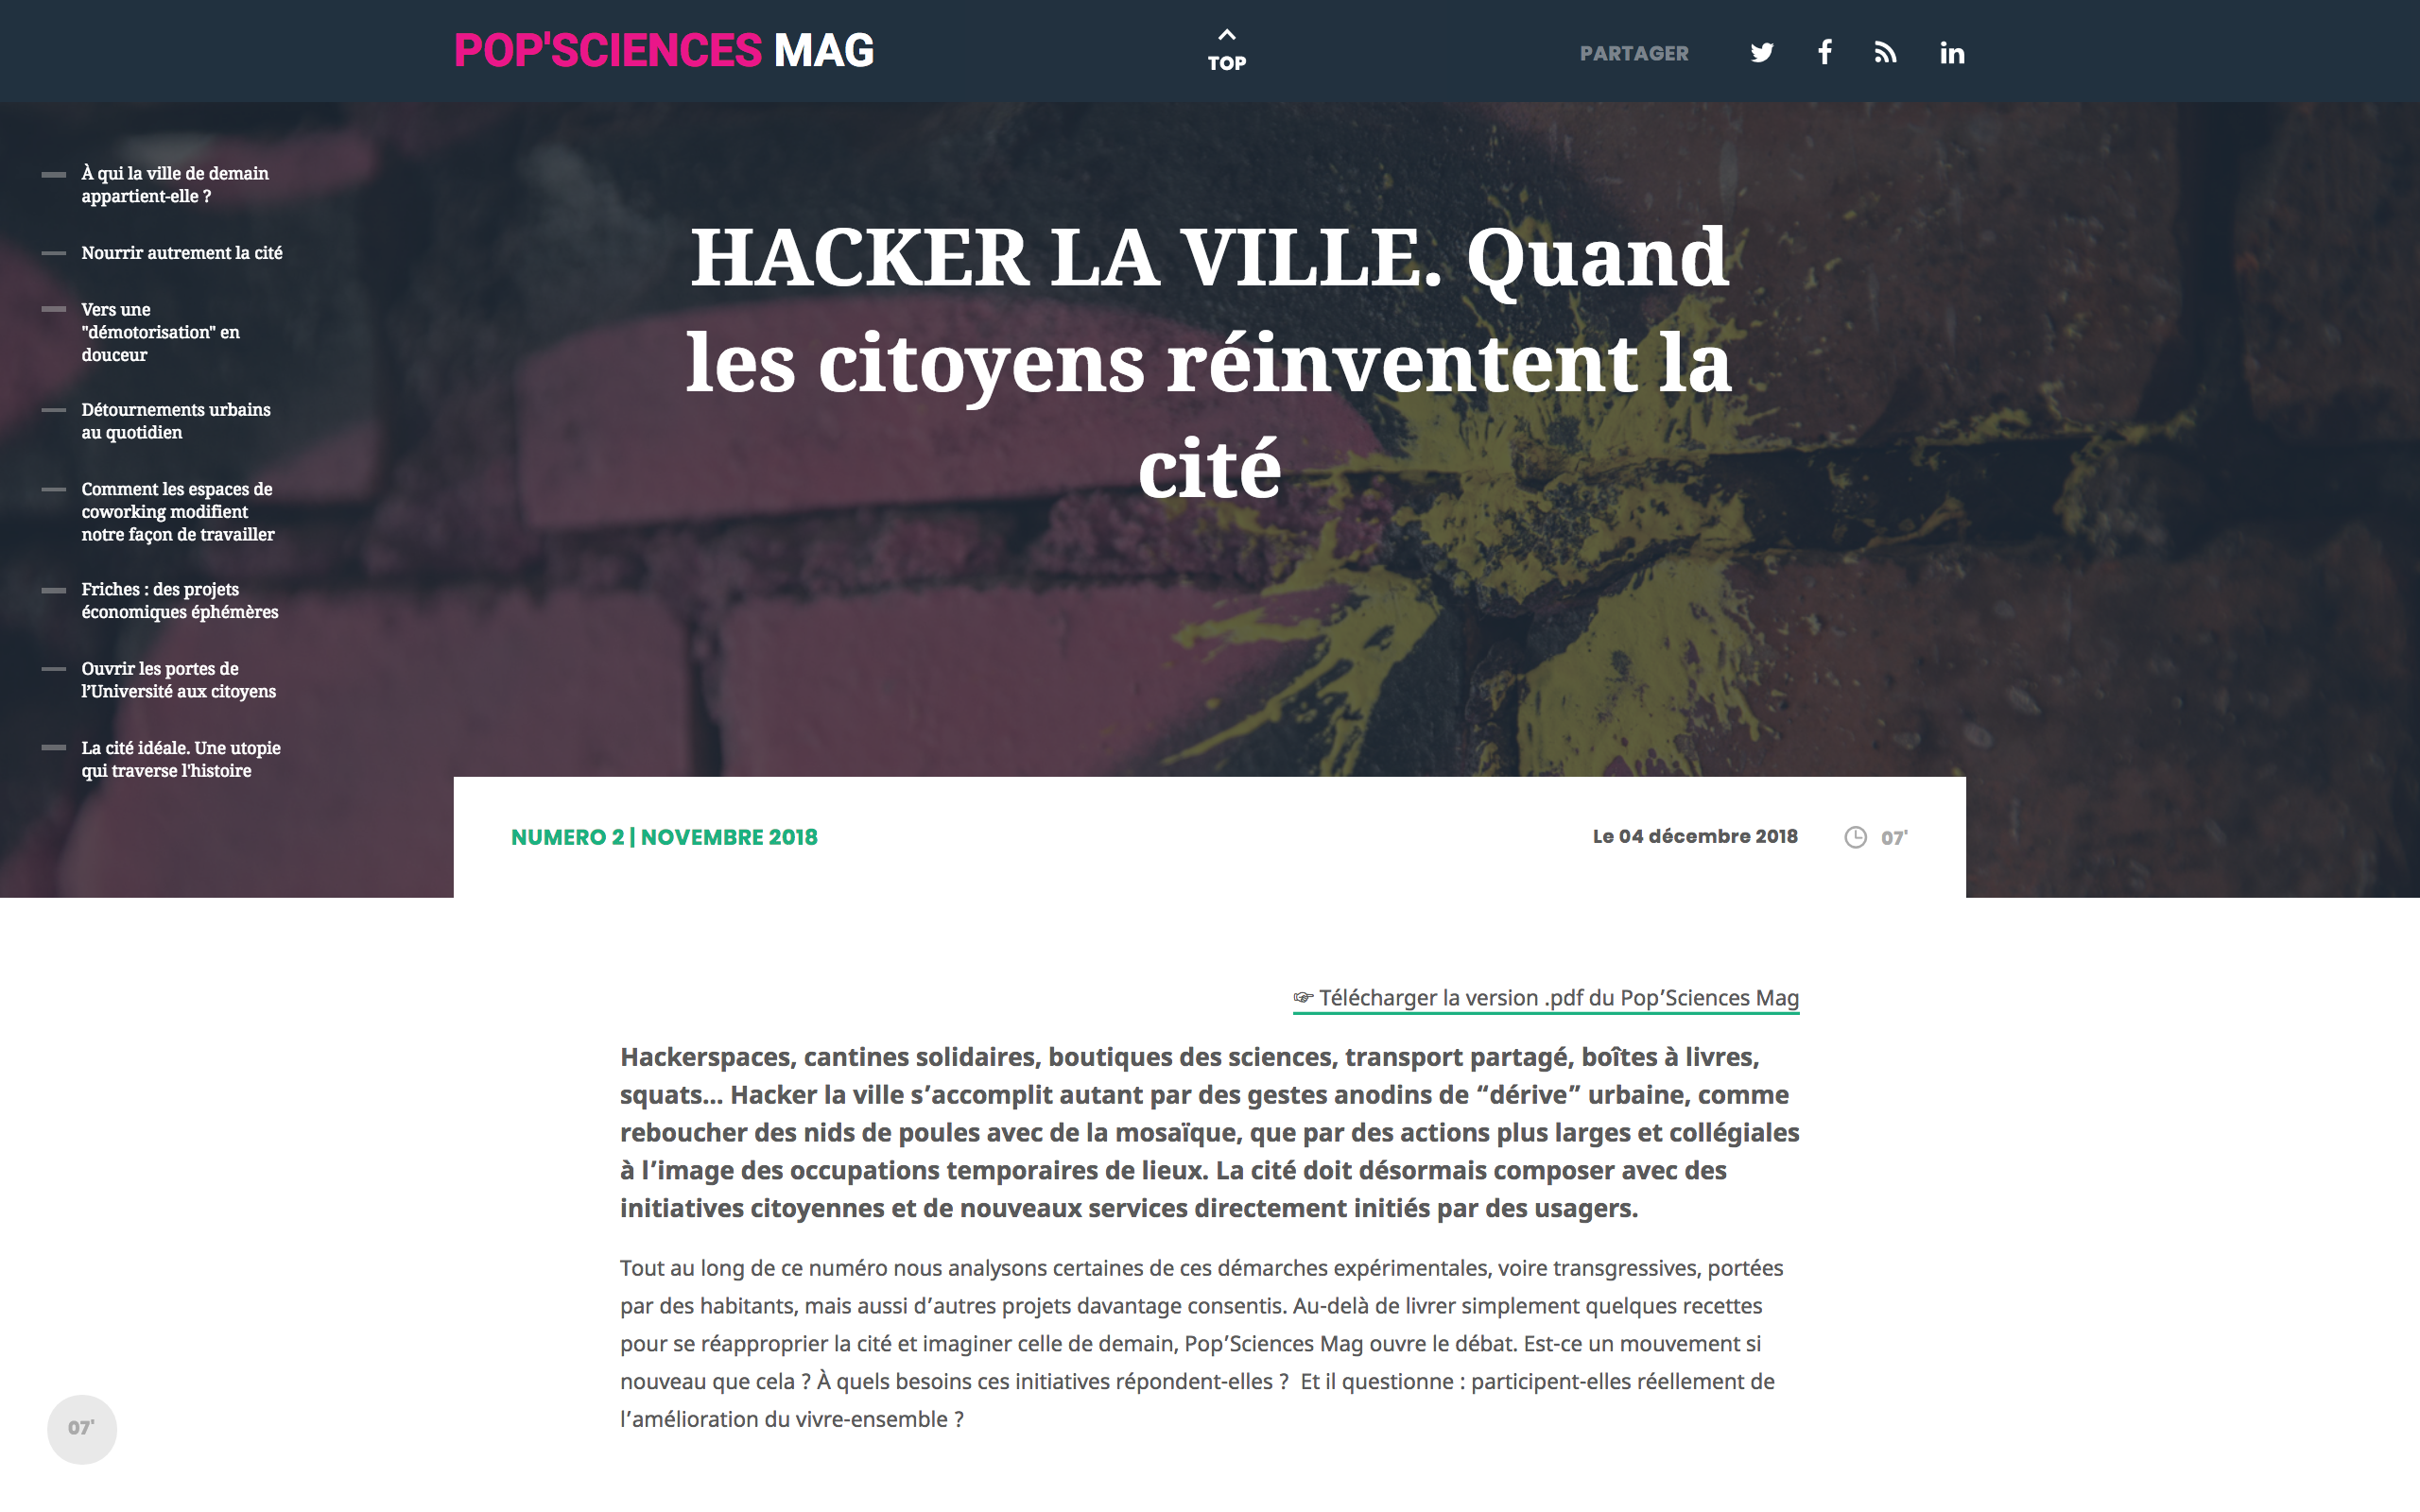 POP'SCIENCES MAG
TOP
PARTAGER
À qui la ville de demain
appartient-elle ?
Nourrir autrement la cité
Vers une
"démotorisation" en
douceur
Détournements urbains
au quotidien
Comment les espaces de
coworking modifient
notre façon de travailler
Friches : des projets
économiques éphémères
Ouvrir les portes de
l'Université aux citoyens
La cité idéale. Une utopie
qui traverse l'histoire
HACKER LA VILLE. Quand
les citoyens réinventent la
cité
NUMERO 2 | NOVEMBRE 2018
Le 04 décembre 2018
07'
☞ Télécharger la version .pdf du Pop’Sciences Mag
Hackerspaces, cantines solidaires, boutiques des sciences, transport partagé, boîtes à livres,
squats… Hacker la ville s’accomplit autant par des gestes anodins de “dérive” urbaine, comme
reboucher des nids de poules avec de la mosaïque, que par des actions plus larges et collégiales
à l’image des occupations temporaires de lieux. La cité doit désormais composer avec des
initiatives citoyennes et de nouveaux services directement initiés par des usagers.
Tout au long de ce numéro nous analysons certaines de ces démarches expérimentales, voire transgressives, portées
par des habitants, mais aussi d’autres projets davantage consentis. Au-delà de livrer simplement quelques recettes
pour se réapproprier la cité et imaginer celle de demain, Pop’Sciences Mag ouvre le débat. Est-ce un mouvement si
nouveau que cela ? À quels besoins ces initiatives répondent-elles ?  Et il questionne : participent-elles réellement de
l’amélioration du vivre-ensemble ?
07'